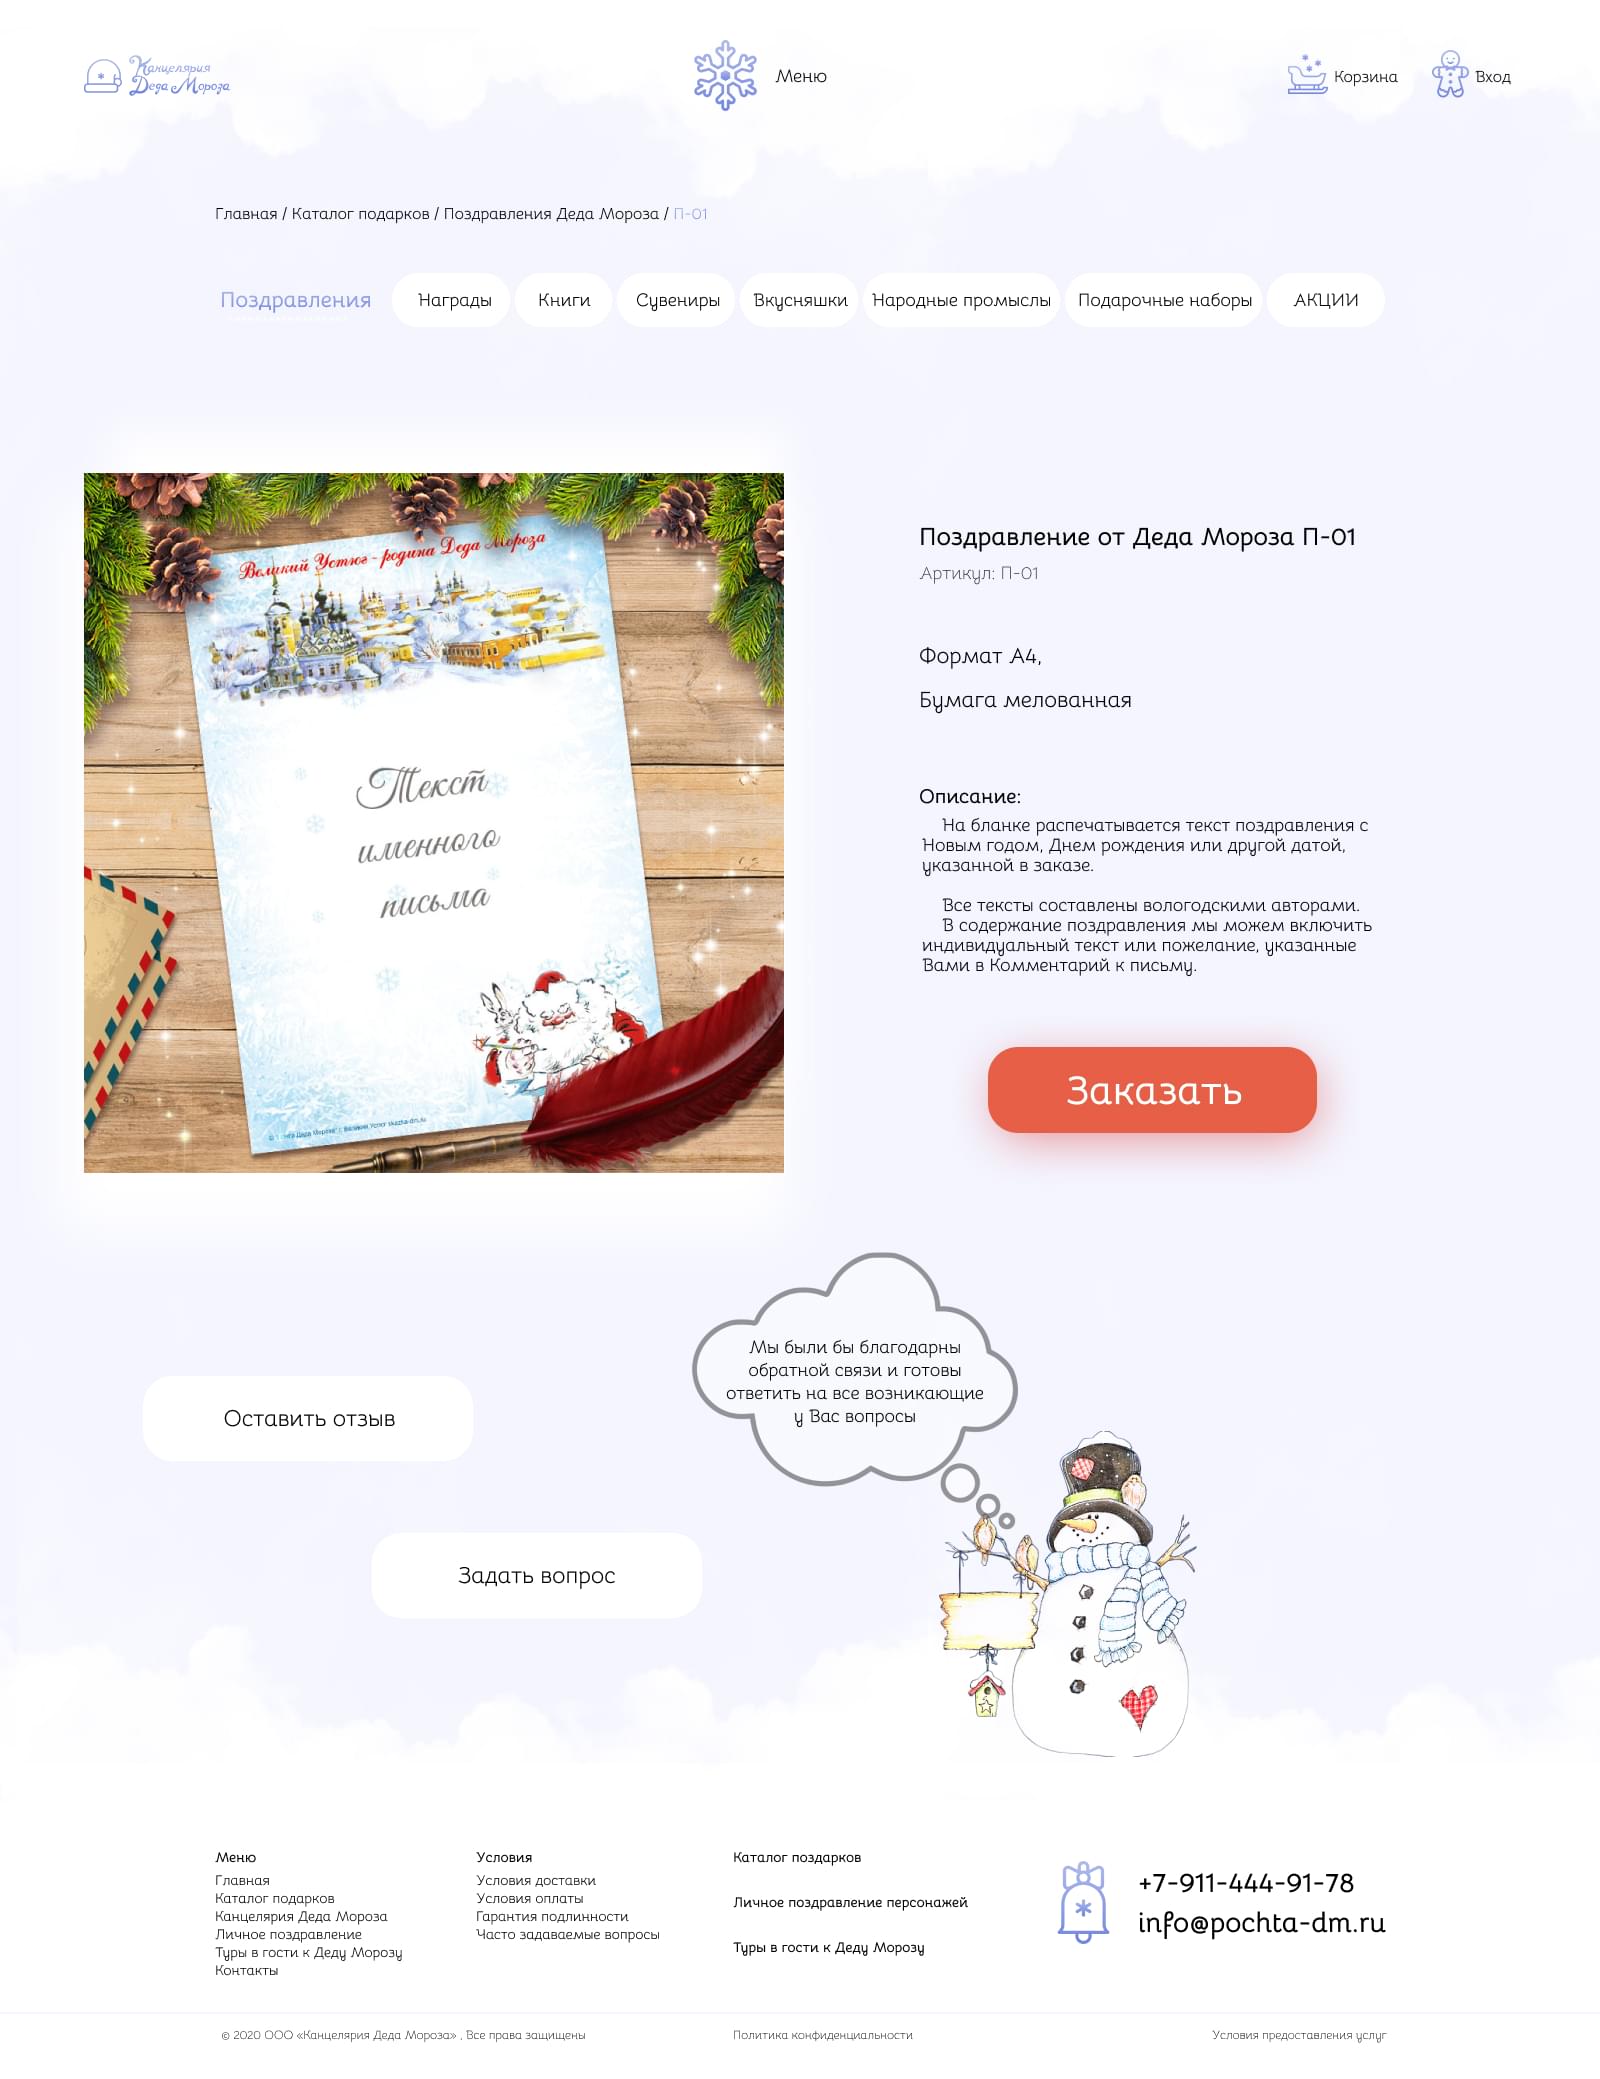 Канцелярия
Деда Мороза
Меню
Корзина
Вход
Главная / Каталог подарков / Поздравления Деда Мороза / П-01
Поздравления
Награды
Книги
Сувениры
Вкусняшки
Народные промыслы
Подарочные наборы
АКЦИИ
Великий Устюг - родина Деда Мороза
Текст
именного
письма
Деда Мороза" г. Великий Устюг skazka-dm.ru
Поздравление от Деда Мороза П-01
Артикул: П-01
Формат А4,
Бумага мелованная
Описание:
На бланке распечатывается текст поздравления с
Новым годом, Днем рождения или другой датой,
указанной в заказе.
Все тексты составлены вологодскими авторами.
В содержание поздравления мы можем включить
индивидуальный текст или пожелание, указанные
Вами в Комментарий к письму.
Заказать
Мы были бы благодарны
обратной связи и готовы
ответить на все возникающие
у Вас вопросы
Оставить отзыв
Задать вопрос
Меню
Главная
Каталог подарков
Канцелярия Деда Мороза
Личное поздравление
Туры в гости к Деду Морозу
Контакты
Условия
Условия доставки
Условия оплаты
Гарантия подлинности
Часто задаваемые вопросы
Каталог поздарков
Личное поздравление персонажей
Туры в гости к Деду Морозу
+7-911-444-91-78
info@pochta-dm.ru
© 2020 ООО «Канцелярия Деда Мороза» , Все права защищены
Политика конфиденциальности
Условия предоставления услуг